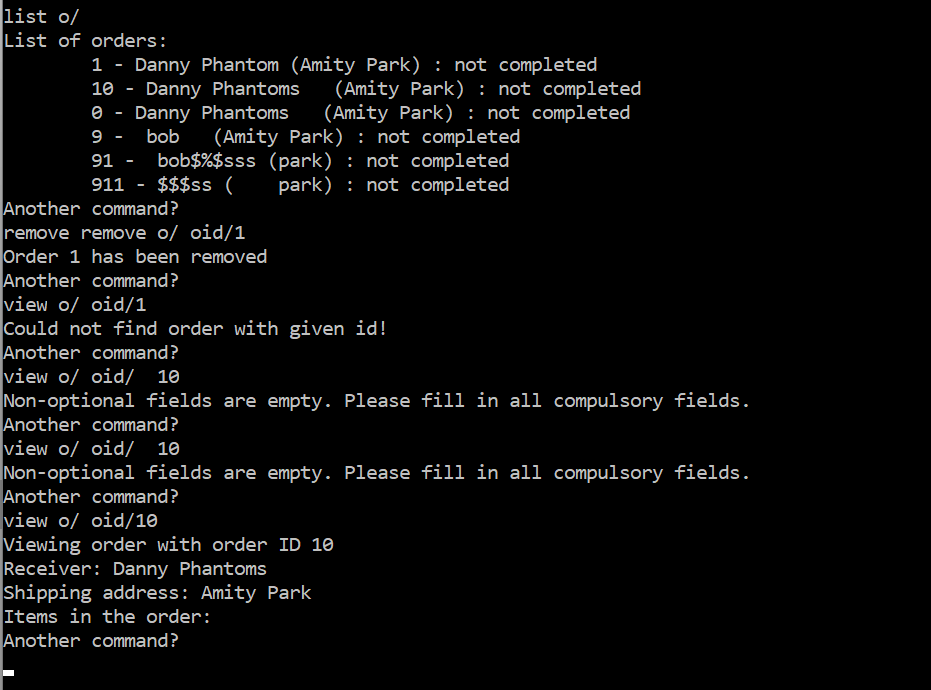 list o/
List of orders:
        1 - Danny Phantom (Amity Park) : not completed
        10 - Danny Phantoms   (Amity Park) : not completed
        0 - Danny Phantoms   (Amity Park) : not completed
        9 -  bob   (Amity Park) : not completed
        91 -  bob$%$sss (park) : not completed
        911 - $$$ss (    park) : not completed
Another command?
remove remove o/ oid/1
Order 1 has been removed
Another command?
view o/ oid/1
Could not find order with given id!
Another command?
view o/ oid/  10
Non-optional fields are empty. Please fill in all compulsory fields.
Another command?
view o/ oid/  10
Non-optional fields are empty. Please fill in all compulsory fields.
Another command?
view o/ oid/10
Viewing order with order ID 10
Receiver: Danny Phantoms
Shipping address: Amity Park
Items in the order:
Another command?